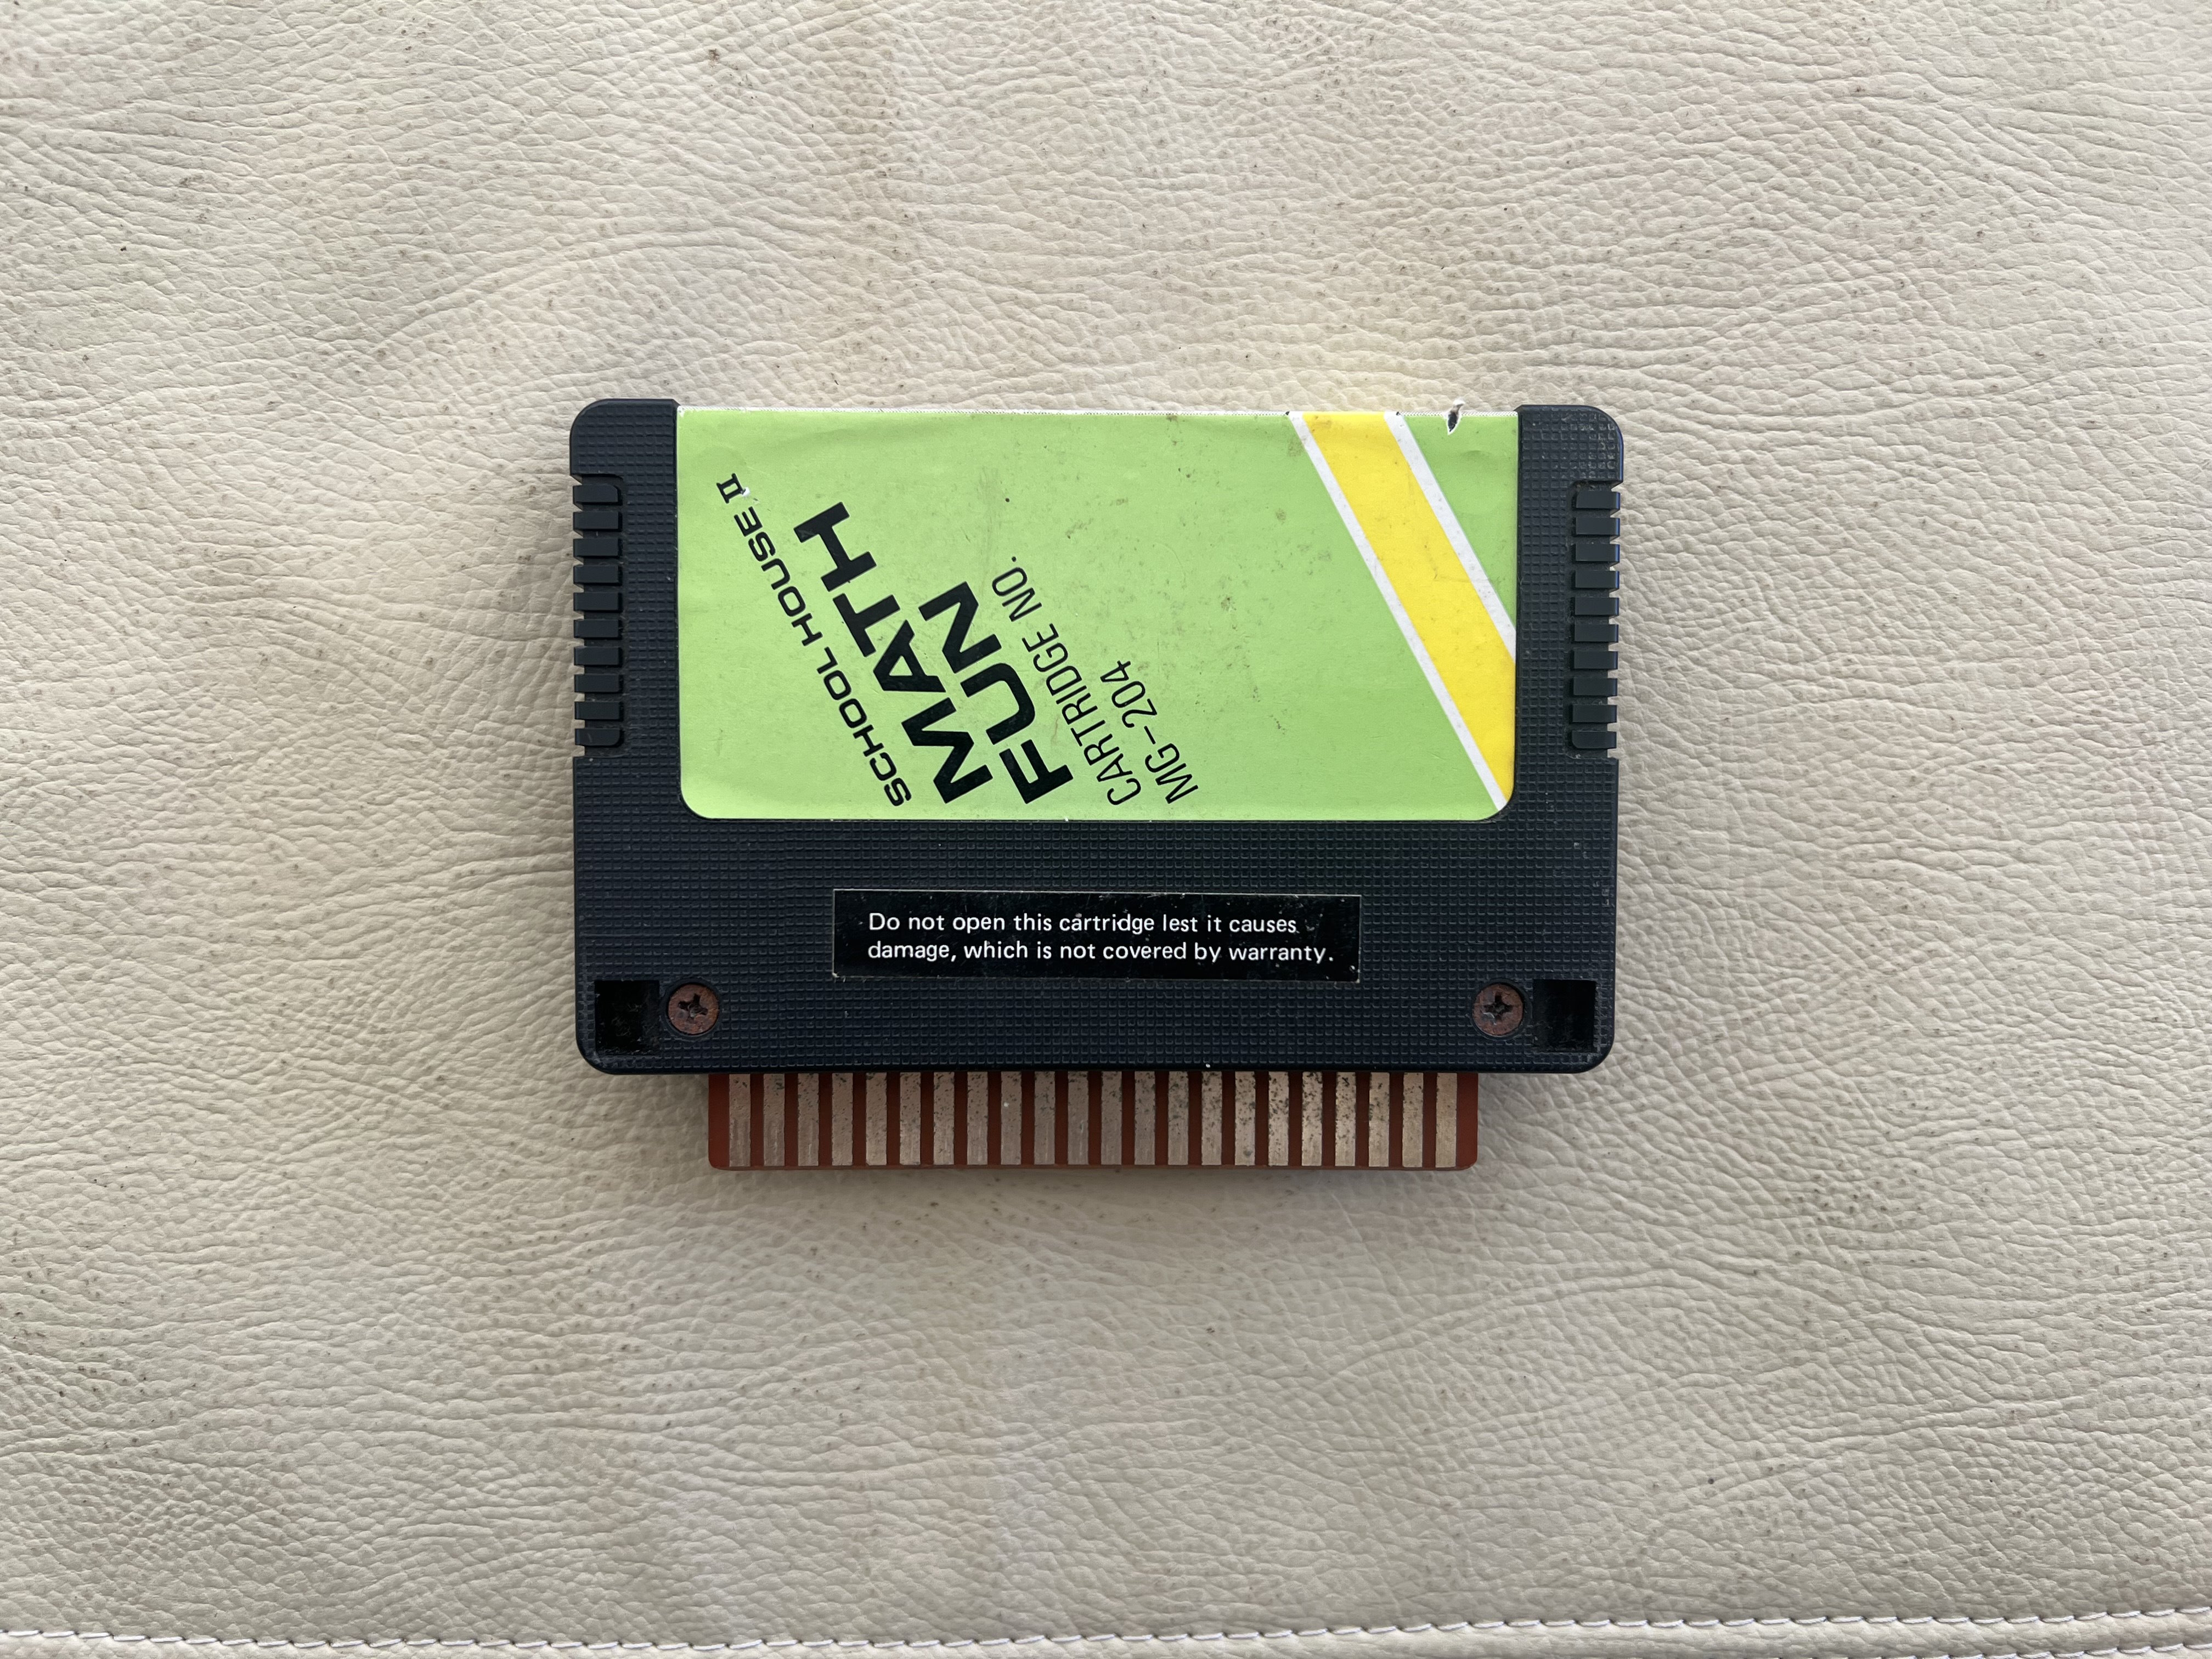 SCHOOL HOUSE II
MATH
FUN
CARTRIDGE NO.
MG-204
Do not open this cartridge lest it causes
damage, which is not covered by warranty.